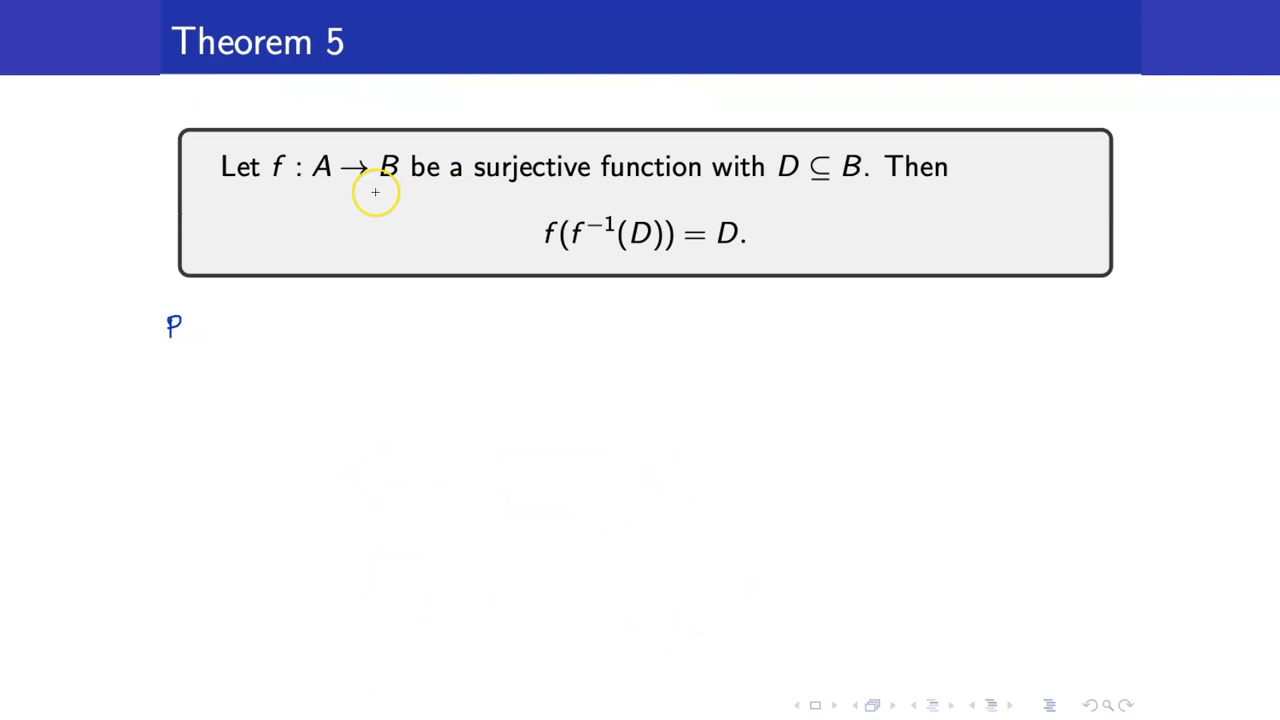 Theorem 5
Let f : A → B be a surjective function with D ⊆ B. Then
f(f⁻¹(D)) = D.
P